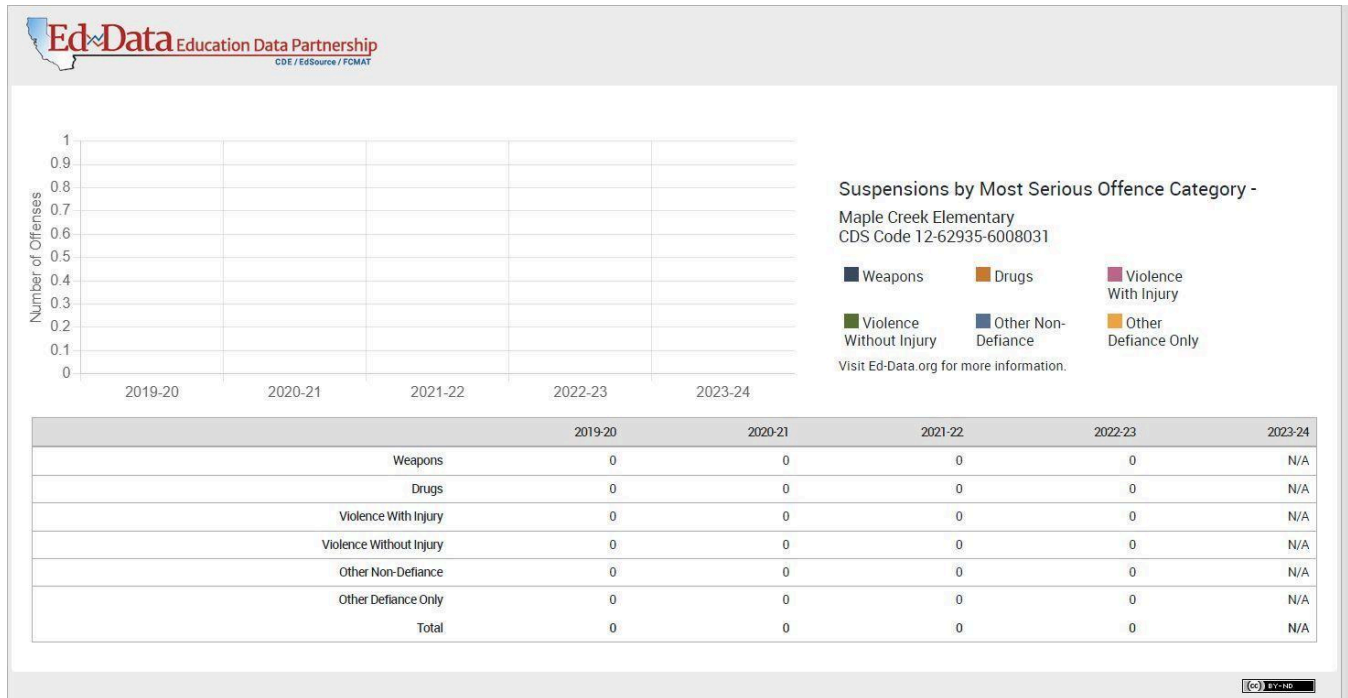 Ed Data Education Data Partnership
CDE / EdSource / FCMAT
1
0.9
0.8
0.7
0.6
0.5
0.4
0.3
0.2
0.1
0
Number of Offenses
2019-20 2020-21 2021-22 2022-23 2023-24
Suspensions by Most Serious Offence Category -
Maple Creek Elementary
CDS Code 12-62935-6008031
Weapons Drugs Violence
With Injury
Violence Other Non- Other
Without Injury Defiance Defiance Only
Visit Ed-Data.org for more information.
2019-20 2020-21 2021-22 2022-23 2023-24
Weapons 0 0 0 0 N/A
Drugs 0 0 0 0 N/A
Violence With Injury 0 0 0 0 N/A
Violence Without Injury 0 0 0 0 N/A
Other Non-Defiance 0 0 0 0 N/A
Other Defiance Only 0 0 0 0 N/A
Total 0 0 0 0 N/A
(cc) BY-ND